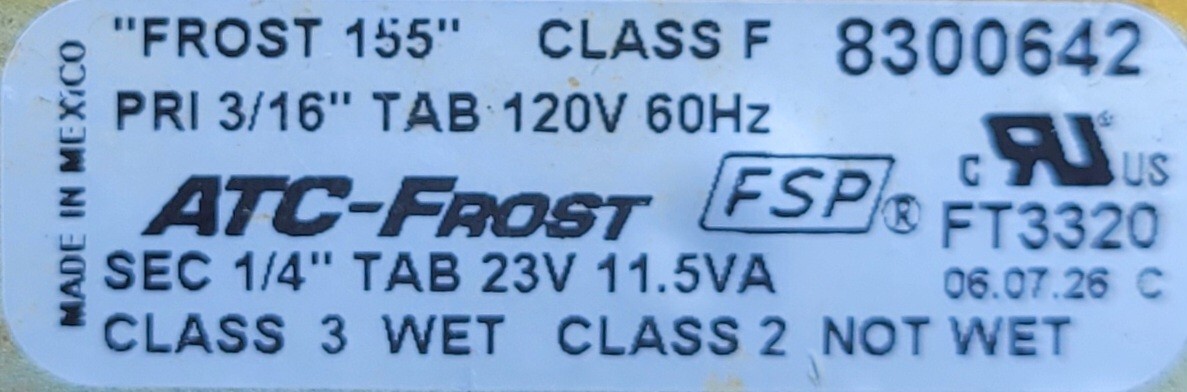 MADE IN MEXICO
"FROST 155" CLASS F 8300642
PRI 3/16" TAB 120V 60Hz
ATC-FROST FSP®
C RU® US
FT3320
SEC 1/4" TAB 23V 11.5VA
06.07.26 C
CLASS 3 WET CLASS 2 NOT WET